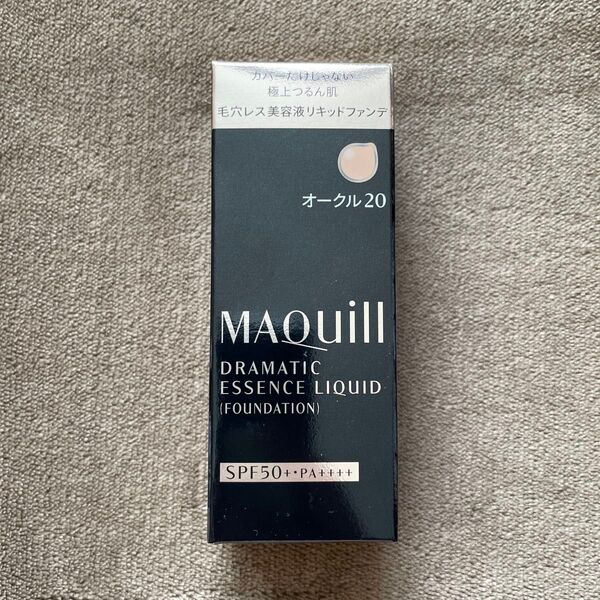 カバーだけじゃない
極上つるん肌
毛穴レス美容液リキッドファンデ
オークル20
MAQuill
DRAMATIC
ESSENCE LIQUID
(FOUNDATION)
SPF50+・PA++++